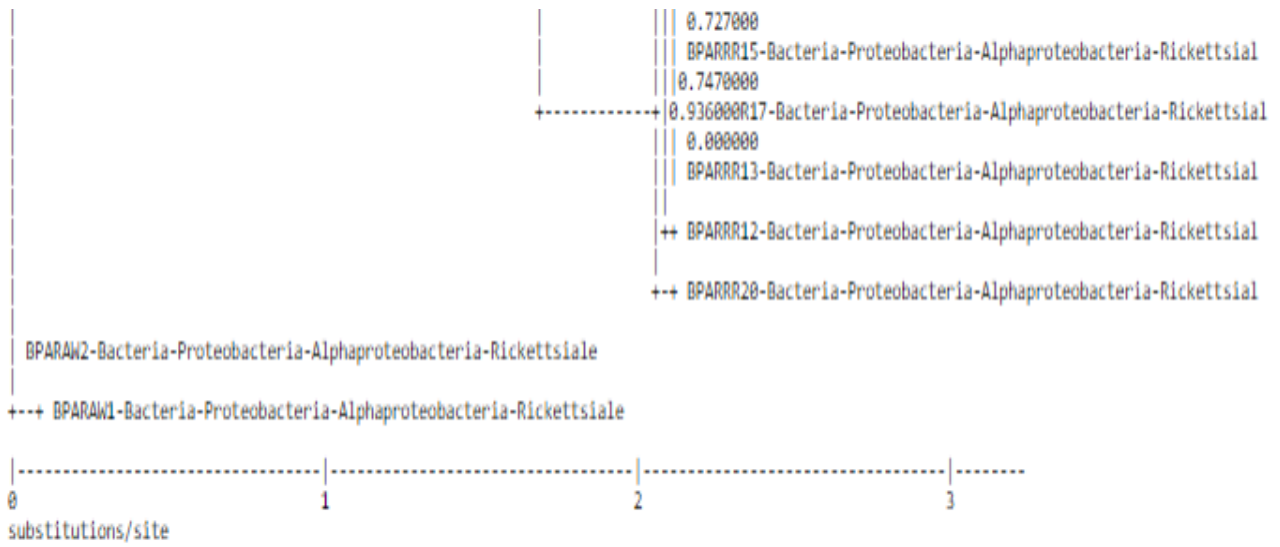 0.727000
BPARRR15-Bacteria-Proteobacteria-Alphaproteobacteria-Rickettsial
0.7470000
0.936000R17-Bacteria-Proteobacteria-Alphaproteobacteria-Rickettsial
0.000000
BPARRR13-Bacteria-Proteobacteria-Alphaproteobacteria-Rickettsial
BPARRR12-Bacteria-Proteobacteria-Alphaproteobacteria-Rickettsial
BPARRR20-Bacteria-Proteobacteria-Alphaproteobacteria-Rickettsial
BPARAW2-Bacteria-Proteobacteria-Alphaproteobacteria-Rickettsiale
BPARAW1-Bacteria-Proteobacteria-Alphaproteobacteria-Rickettsiale
0 1 2 3
substitutions/site